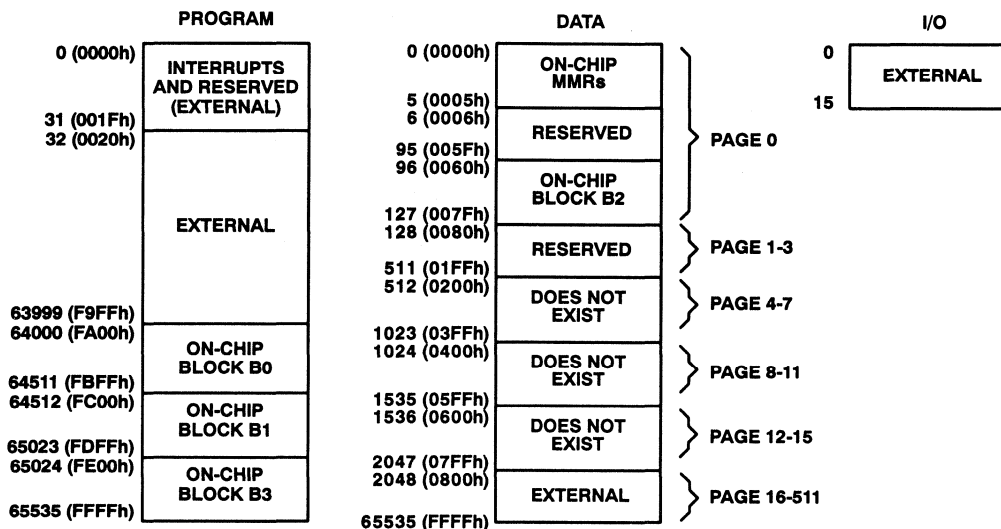 PROGRAM
0 (0000h)
INTERRUPTS
AND RESERVED
(EXTERNAL)
31 (001Fh)
32 (0020h)
EXTERNAL
63999 (F9FFh)
64000 (FA00h)
ON-CHIP
BLOCK B0
64511 (FBFFh)
64512 (FC00h)
ON-CHIP
BLOCK B1
65023 (FDFFh)
65024 (FE00h)
ON-CHIP
BLOCK B3
65535 (FFFFh)
DATA
0 (0000h)
ON-CHIP
MMRs
5 (0005h)
6 (0006h)
RESERVED
95 (005Fh)
96 (0060h)
ON-CHIP
BLOCK B2
127 (007Fh)
128 (0080h)
RESERVED
511 (01FFh)
512 (0200h)
DOES NOT
EXIST
1023 (03FFh)
1024 (0400h)
DOES NOT
EXIST
1535 (05FFh)
1536 (0600h)
DOES NOT
EXIST
2047 (07FFh)
2048 (0800h)
EXTERNAL
65535 (FFFFh)
PAGE 0
PAGE 1-3
PAGE 4-7
PAGE 8-11
PAGE 12-15
PAGE 16-511
I/O
0
EXTERNAL
15